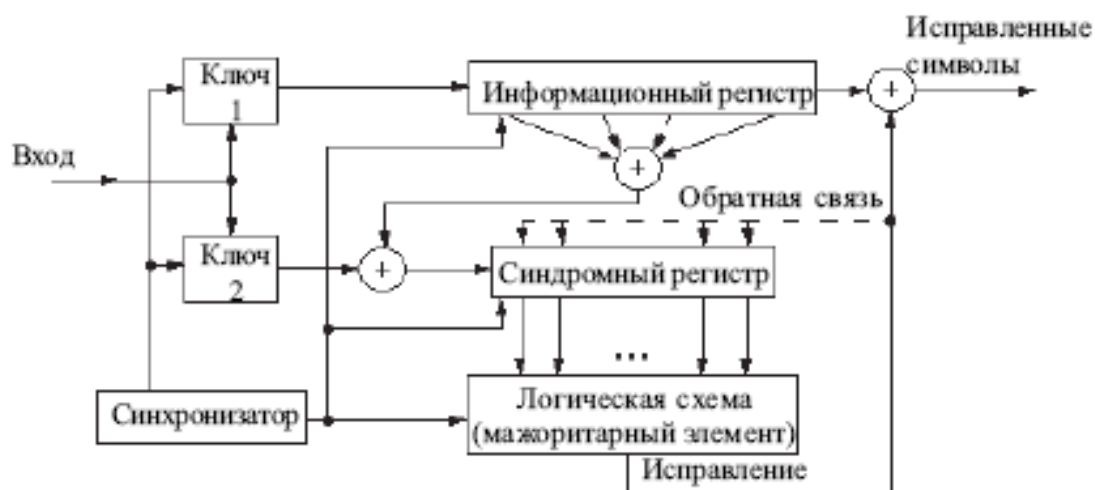 Исправленные
символы
Ключ
1
Информационный регистр
+
Вход
+
Обратная связь
Ключ
2
+
Синдромный регистр
...
Синхронизатор
Логическая схема
(мажоритарный элемент)
Исправление